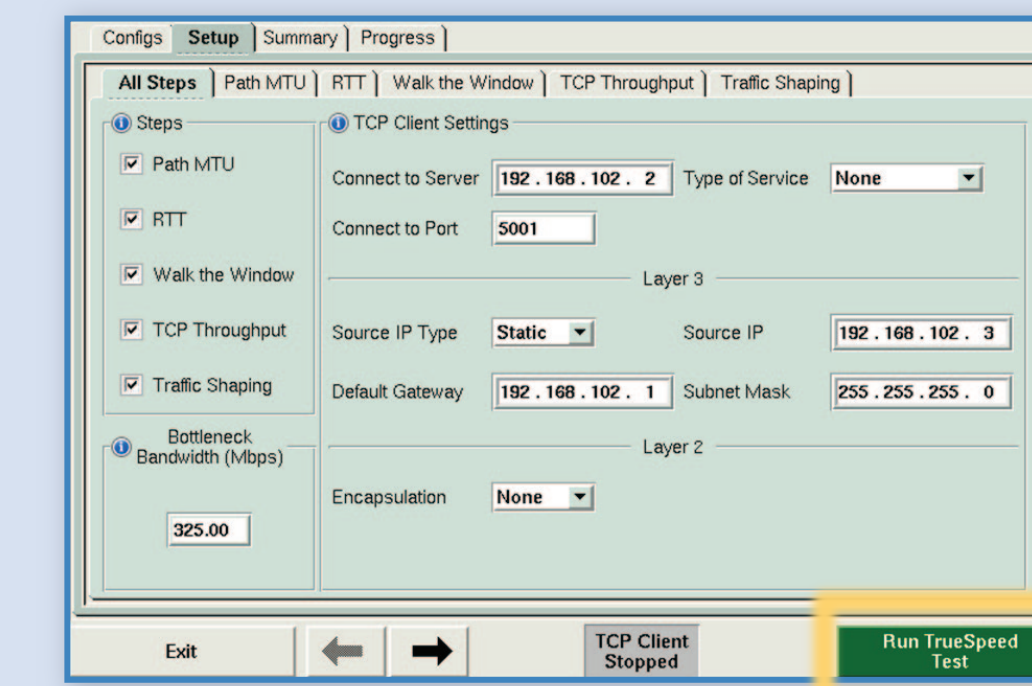 Configs Setup Summary Progress
All Steps Path MTU RTT Walk the Window TCP Throughput Traffic Shaping
Steps
Path MTU
RTT
Walk the Window
TCP Throughput
Traffic Shaping
Bottleneck
Bandwidth (Mbps)
325.00
TCP Client Settings
Connect to Server 192 . 168 . 102 . 2 Type of Service None
Connect to Port 5001
Layer 3
Source IP Type Static Source IP 192 . 168 . 102 . 3
Default Gateway 192 . 168 . 102 . 1 Subnet Mask 255 . 255 . 255 . 0
Layer 2
Encapsulation None
Exit
TCP Client
Stopped
Run TrueSpeed
Test